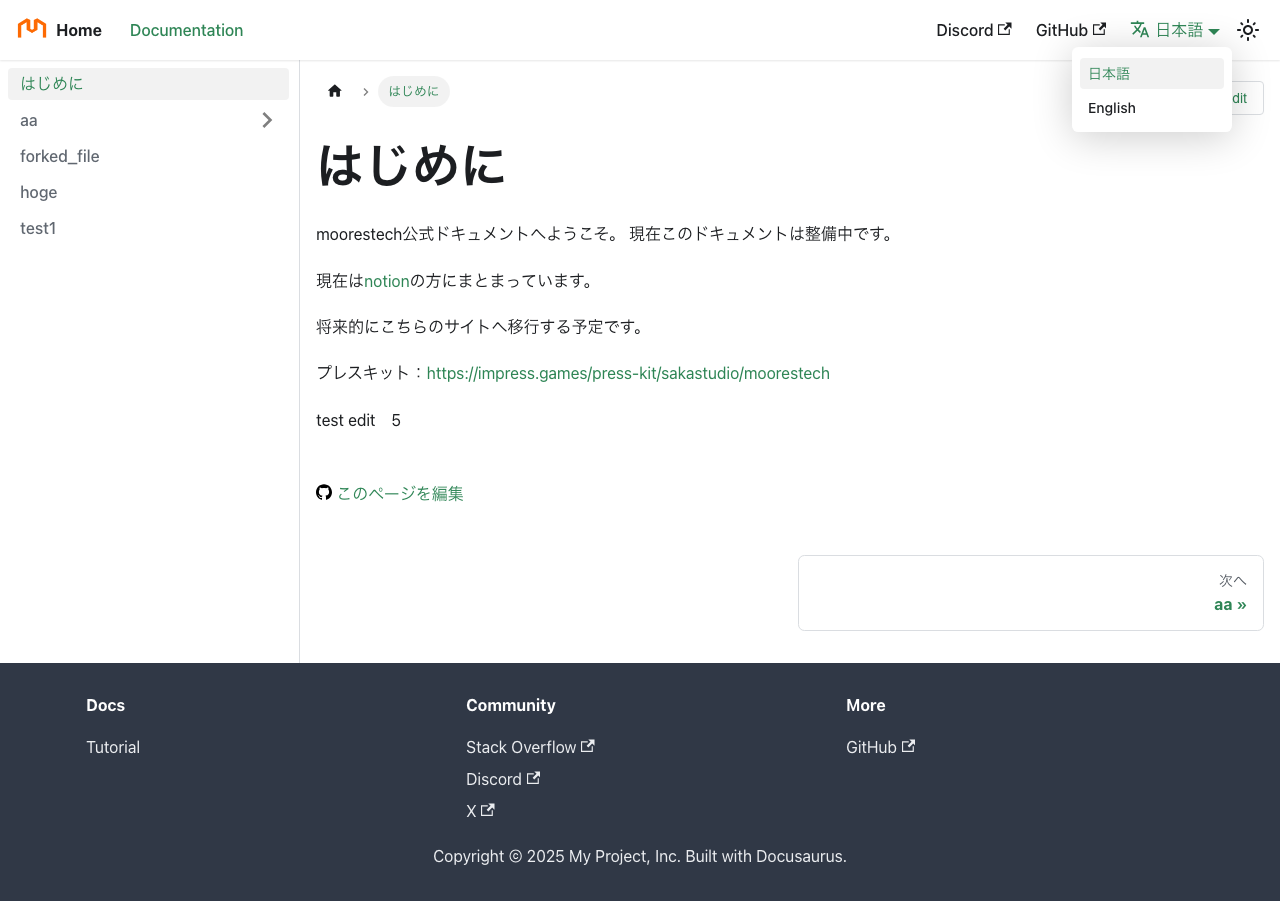 Home Documentation Discord GitHub 日本語
日本語
English
はじめに
aa
forked_file
hoge
test1
はじめに
はじめに
moorestech公式ドキュメントへようこそ。 現在このドキュメントは整備中です。
現在はnotionの方にまとまっています。
将来的にこちらのサイトへ移行する予定です。
プレスキット：https://impress.games/press-kit/sakastudio/moorestech
test edit　5
このページを編集
次へ
aa »
Docs
Tutorial
Community
Stack Overflow
Discord
X
More
GitHub
Copyright © 2025 My Project, Inc. Built with Docusaurus.